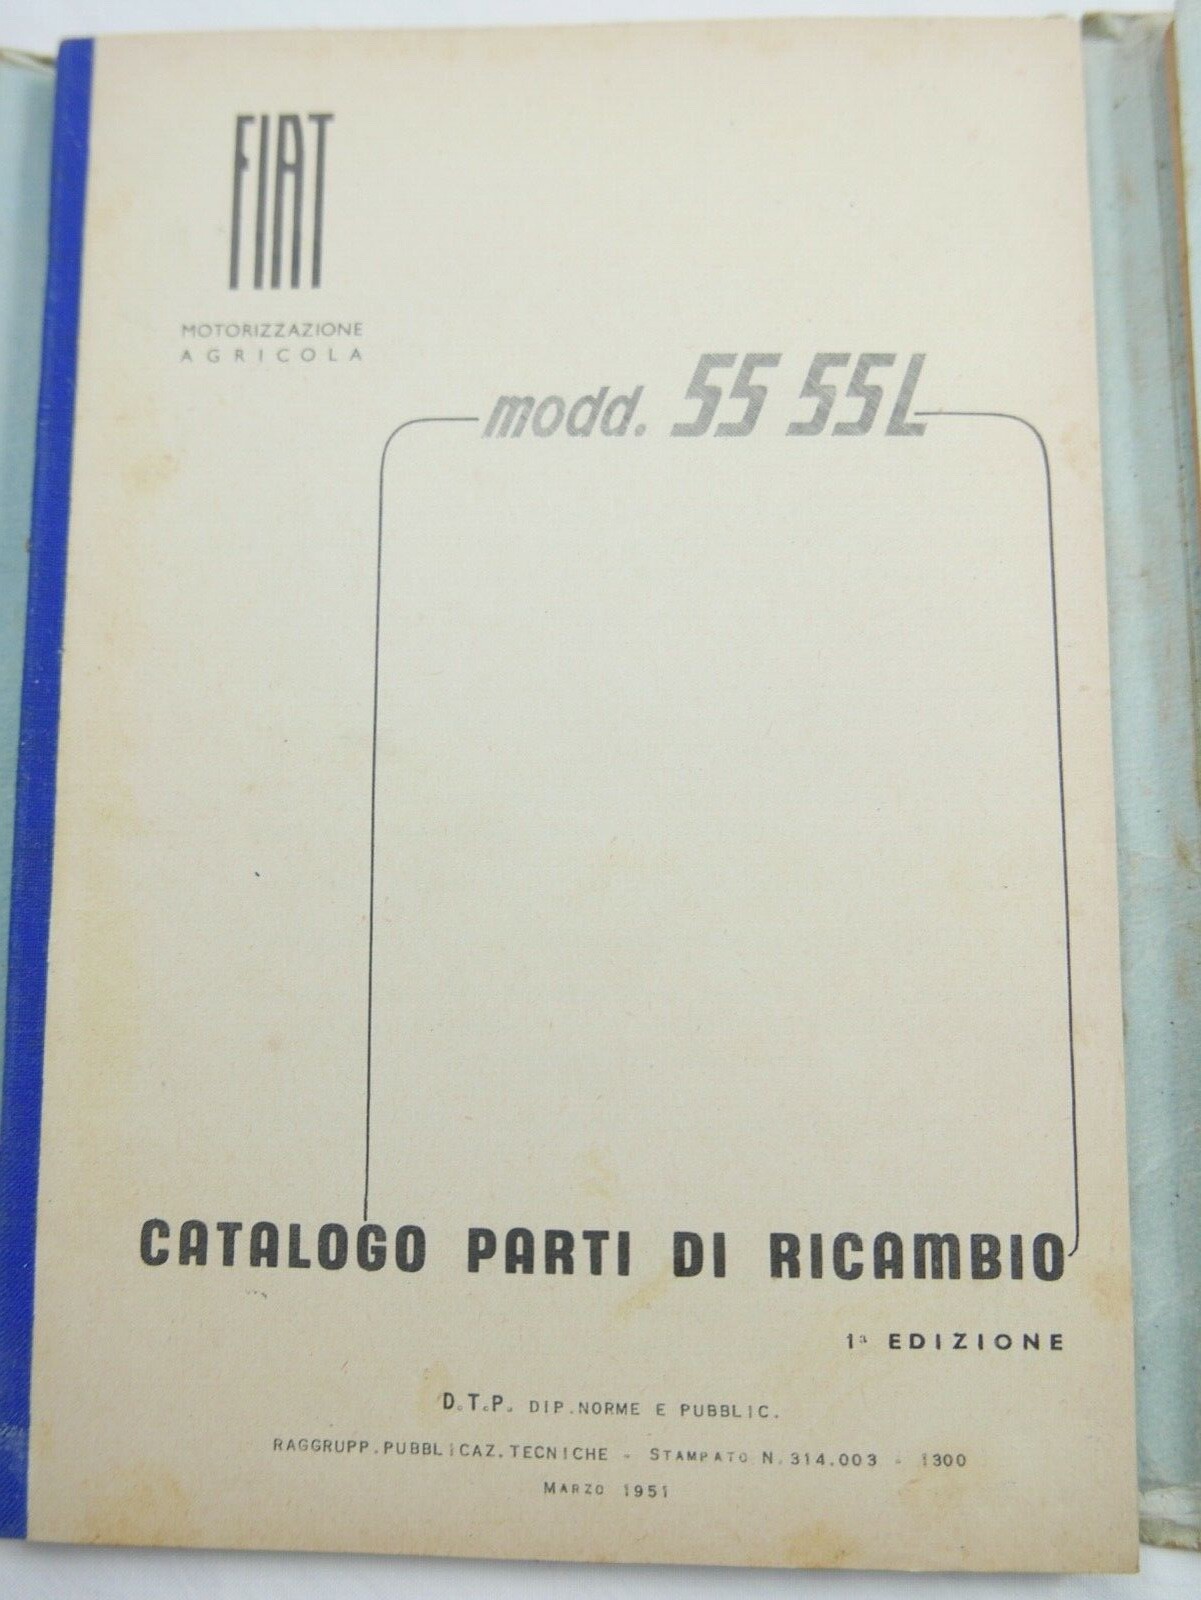 FIAT
MOTORIZZAZIONE
AGRICOLA
modd. 55 55L
CATALOGO PARTI DI RICAMBIO
1ª EDIZIONE
D.T.P. DIP.NORME E PUBBLIC.
RAGGRUPP.PUBBLICAZ.TECNICHE - STAMPATO N.314.003 - 1300
MARZO 1951